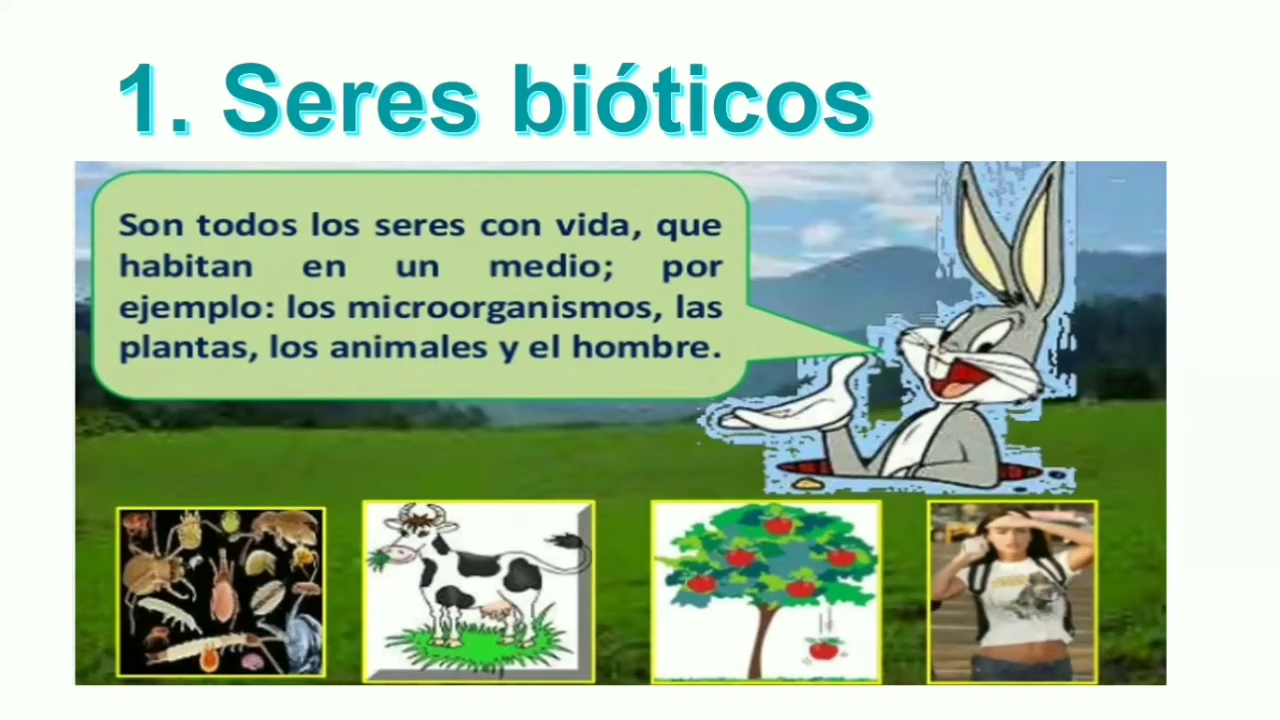 1. Seres bióticos
Son todos los seres con vida, que
habitan en un medio; por
ejemplo: los microorganismos, las
plantas, los animales y el hombre.